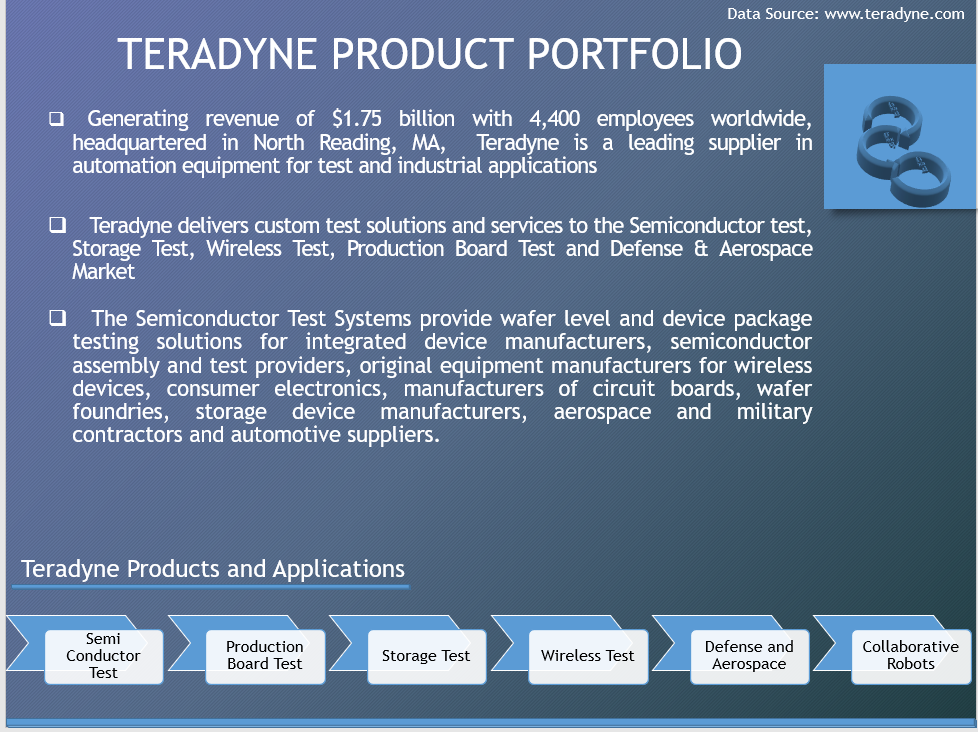 Data Source: www.teradyne.com
TERADYNE PRODUCT PORTFOLIO
Generating revenue of $1.75 billion with 4,400 employees worldwide,
headquartered in North Reading, MA, Teradyne is a leading supplier in
automation equipment for test and industrial applications
Teradyne delivers custom test solutions and services to the Semiconductor test,
Storage Test, Wireless Test, Production Board Test and Defense & Aerospace
Market
The Semiconductor Test Systems provide wafer level and device package
testing solutions for integrated device manufacturers, semiconductor
assembly and test providers, original equipment manufacturers for wireless
devices, consumer electronics, manufacturers of circuit boards, wafer
foundries, storage device manufacturers, aerospace and military
contractors and automotive suppliers.
Teradyne Products and Applications
Semi
Conductor
Test
Production
Board Test
Storage Test
Wireless Test
Defense and
Aerospace
Collaborative
Robots